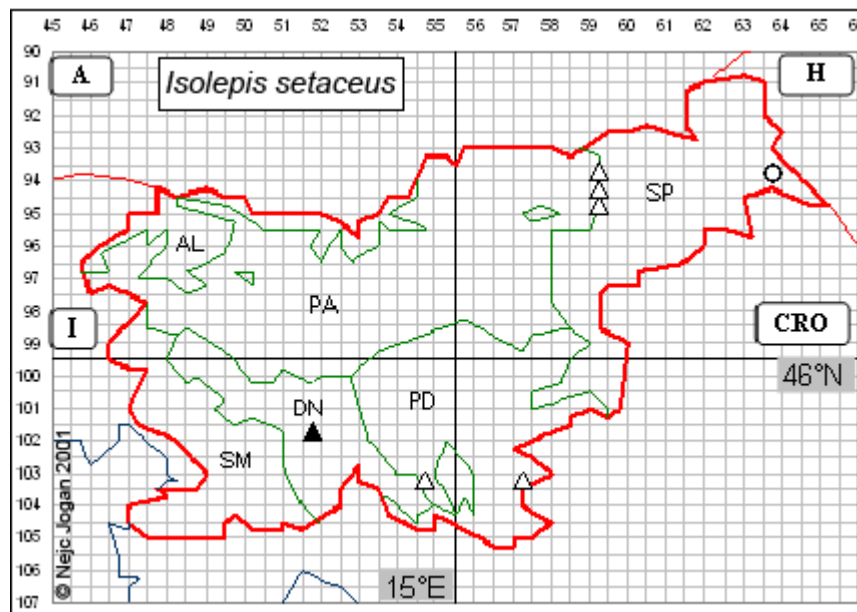 45 46 47 48 49 50 51 52 53 54 55 56 57 58 59 60 61 62 63 64 65 66
90
91
92
93
94
95
96
97
98
99
100
101
102
103
104
105
106
107
A
Isolepis setaceus
H
SP
AL
PA
I
CRO
46°N
PD
DN
SM
15°E
© Nejc Jogan 2001